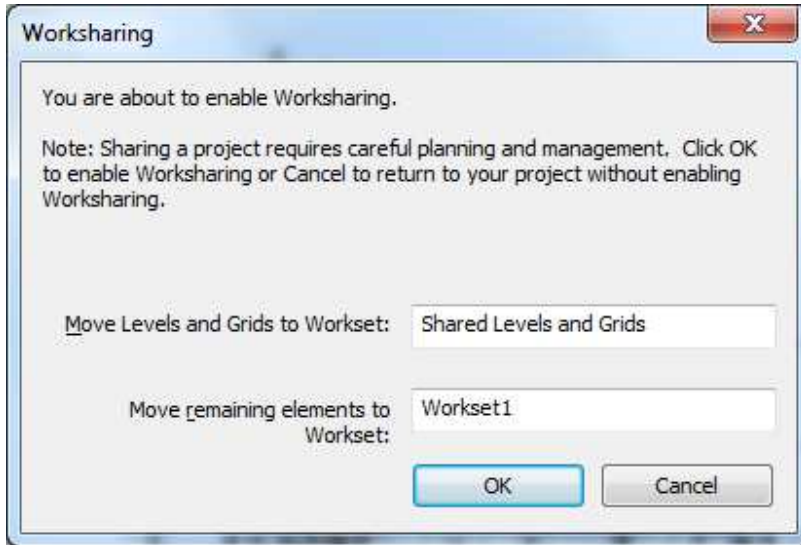 Worksharing
You are about to enable Worksharing.
Note: Sharing a project requires careful planning and management.  Click OK
to enable Worksharing or Cancel to return to your project without enabling
Worksharing.
Move Levels and Grids to Workset:
Shared Levels and Grids
Move remaining elements to
Workset:
Workset1
OK
Cancel